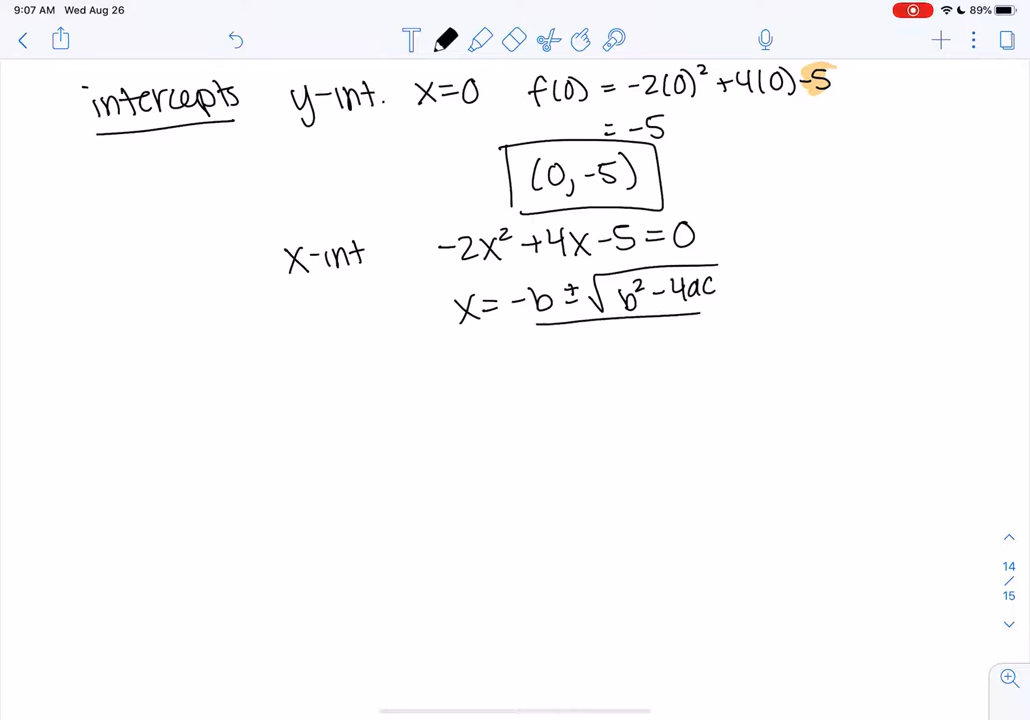 9:07 AM Wed Aug 26 89%
T
intercepts y-int. x=0 f(0) = -2(0)² +4(0) -5
= -5
(0, -5)
x-int -2x² +4x -5 = 0
x = -b ± √b² - 4ac
14
/
15